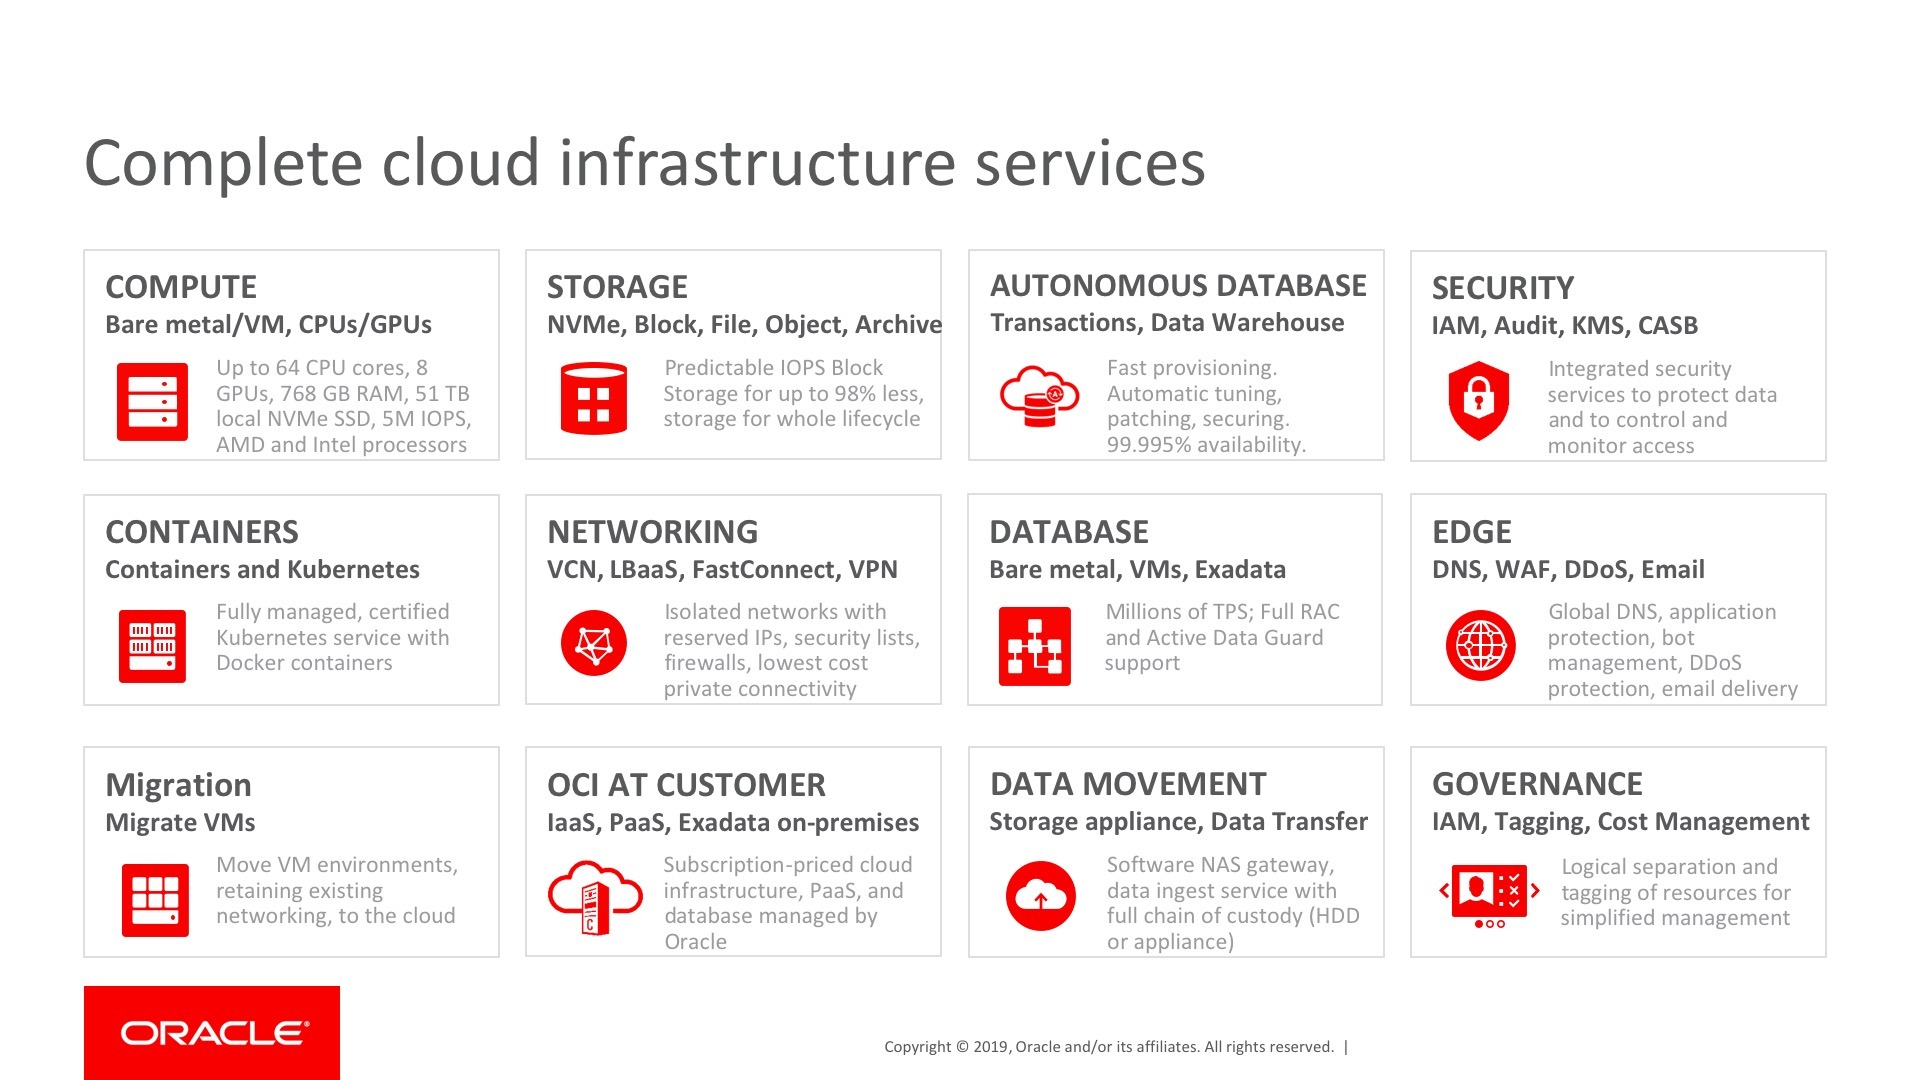 Complete cloud infrastructure services
COMPUTE
Bare metal/VM, CPUs/GPUs
Up to 64 CPU cores, 8
GPUs, 768 GB RAM, 51 TB
local NVMe SSD, 5M IOPS,
AMD and Intel processors
STORAGE
NVMe, Block, File, Object, Archive
Predictable IOPS Block
Storage for up to 98% less,
storage for whole lifecycle
AUTONOMOUS DATABASE
Transactions, Data Warehouse
Fast provisioning.
Automatic tuning,
patching, securing.
99.995% availability.
SECURITY
IAM, Audit, KMS, CASB
Integrated security
services to protect data
and to control and
monitor access
CONTAINERS
Containers and Kubernetes
Fully managed, certified
Kubernetes service with
Docker containers
NETWORKING
VCN, LBaaS, FastConnect, VPN
Isolated networks with
reserved IPs, security lists,
firewalls, lowest cost
private connectivity
DATABASE
Bare metal, VMs, Exadata
Millions of TPS; Full RAC
and Active Data Guard
support
EDGE
DNS, WAF, DDoS, Email
Global DNS, application
protection, bot
management, DDoS
protection, email delivery
Migration
Migrate VMs
Move VM environments,
retaining existing
networking, to the cloud
OCI AT CUSTOMER
IaaS, PaaS, Exadata on-premises
Subscription-priced cloud
infrastructure, PaaS, and
database managed by
Oracle
DATA MOVEMENT
Storage appliance, Data Transfer
Software NAS gateway,
data ingest service with
full chain of custody (HDD
or appliance)
GOVERNANCE
IAM, Tagging, Cost Management
Logical separation and
tagging of resources for
simplified management
ORACLE®
Copyright © 2019, Oracle and/or its affiliates. All rights reserved. |